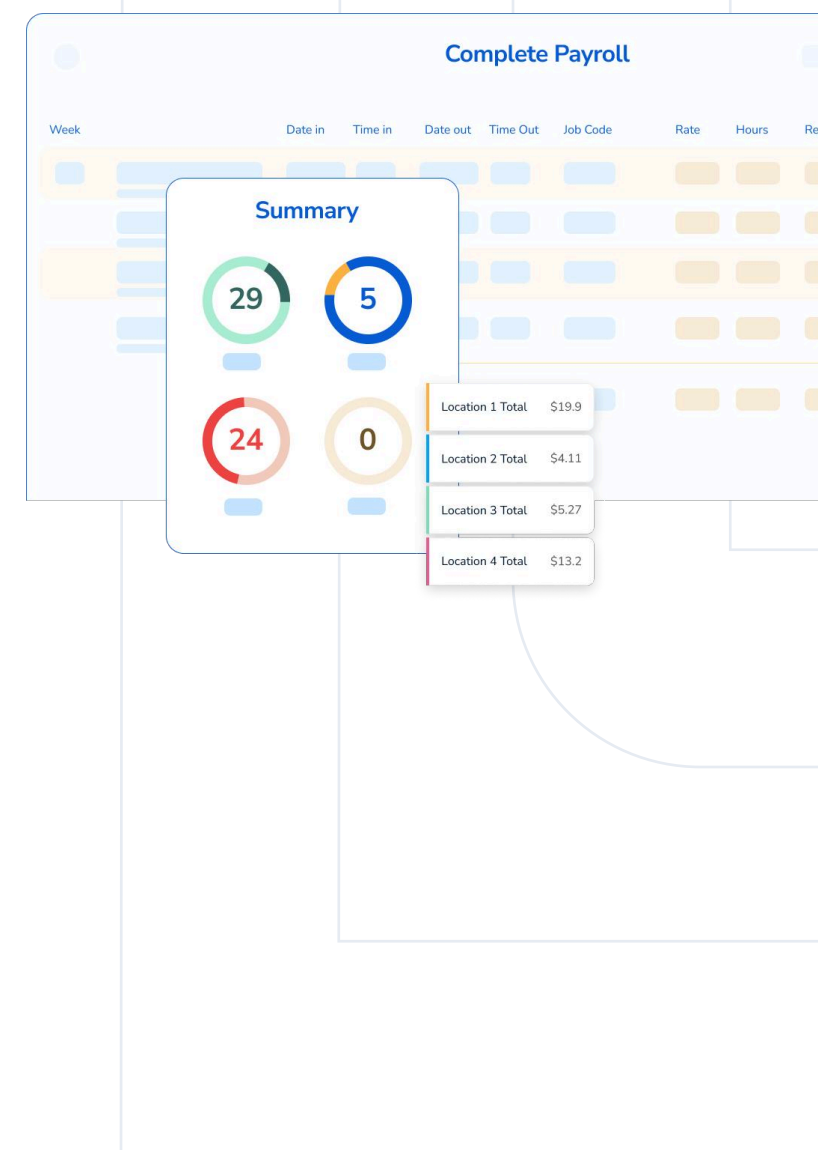 Complete Payroll
Week Date in Time in Date out Time Out Job Code Rate Hours Re
Summary
29 5
24 0
Location 1 Total $19.9
Location 2 Total $4.11
Location 3 Total $5.27
Location 4 Total $13.2